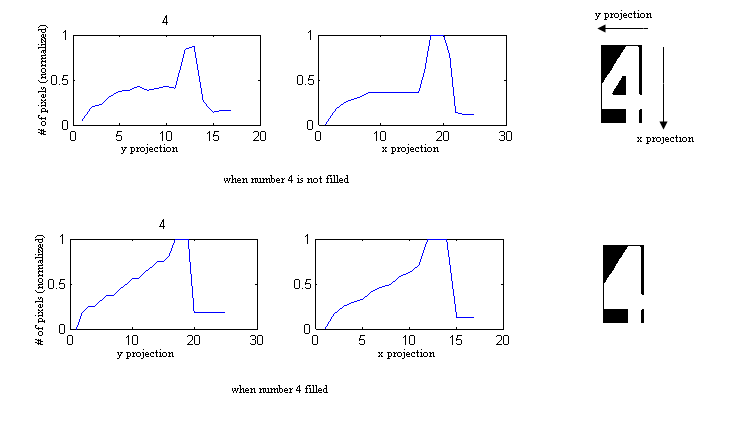 4
y projection
# of pixels (normalized)
1
0.5
0
0 5 10 15 20
y projection
1
0.5
0
0 10 20 30
x projection
4
x projection
when number 4 is not filled
4
# of pixels (normalized)
1
0.5
0
0 10 20 30
y projection
1
0.5
0
0 5 10 15 20
x projection
4
when number 4 filled